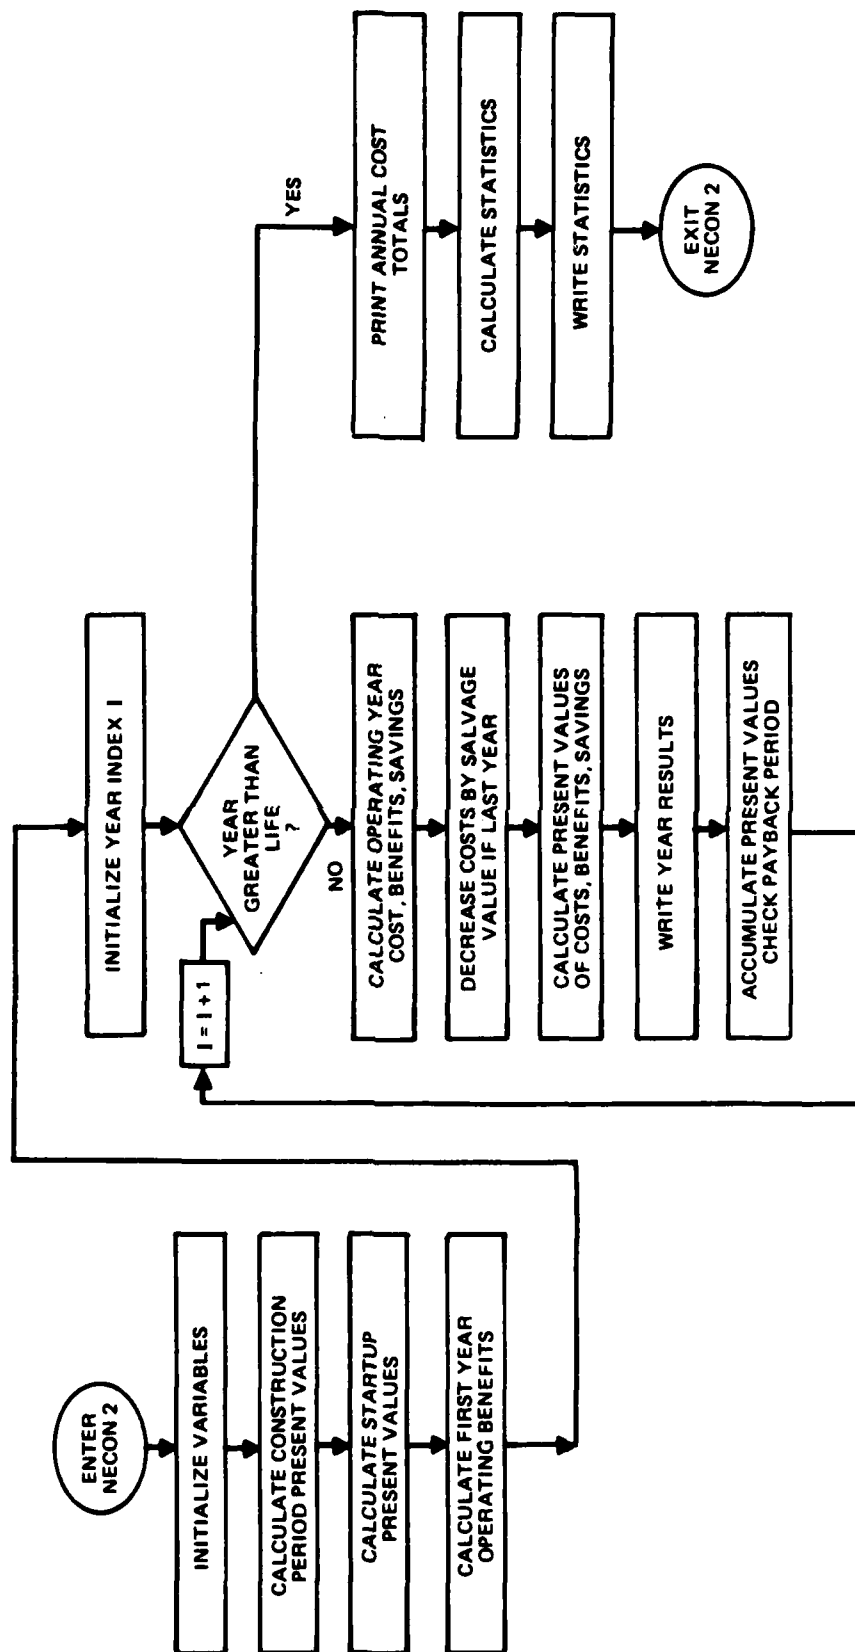 ENTER
NECON 2
INITIALIZE VARIABLES
CALCULATE CONSTRUCTION
PERIOD PRESENT VALUES
CALCULATE STARTUP
PRESENT VALUES
CALCULATE FIRST YEAR
OPERATING BENEFITS
INITIALIZE YEAR INDEX I
I = I + 1
YEAR
GREATER THAN
LIFE
?
NO
CALCULATE OPERATING YEAR
COST, BENEFITS, SAVINGS
DECREASE COSTS BY SALVAGE
VALUE IF LAST YEAR
CALCULATE PRESENT VALUES
OF COSTS, BENEFITS, SAVINGS
WRITE YEAR RESULTS
ACCUMULATE PRESENT VALUES
CHECK PAYBACK PERIOD
YES
PRINT ANNUAL COST
TOTALS
CALCULATE STATISTICS
WRITE STATISTICS
EXIT
NECON 2